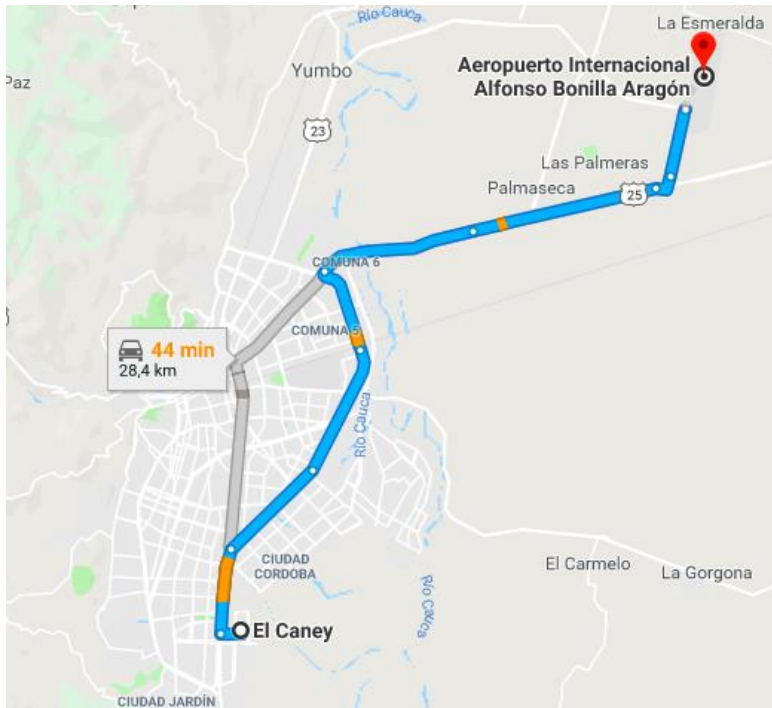 Río Cauca
La Esmeralda
Aeropuerto Internacional
Alfonso Bonilla Aragón
Yumbo
Paz
23
Las Palmeras
Palmaseca
25
COMUNA 6
COMUNA 5
44 min
28,4 km
Río Cauca
CIUDAD
CORDOBA
El Carmelo
La Gorgona
Río Cauca
El Caney
CIUDAD JARDÍN